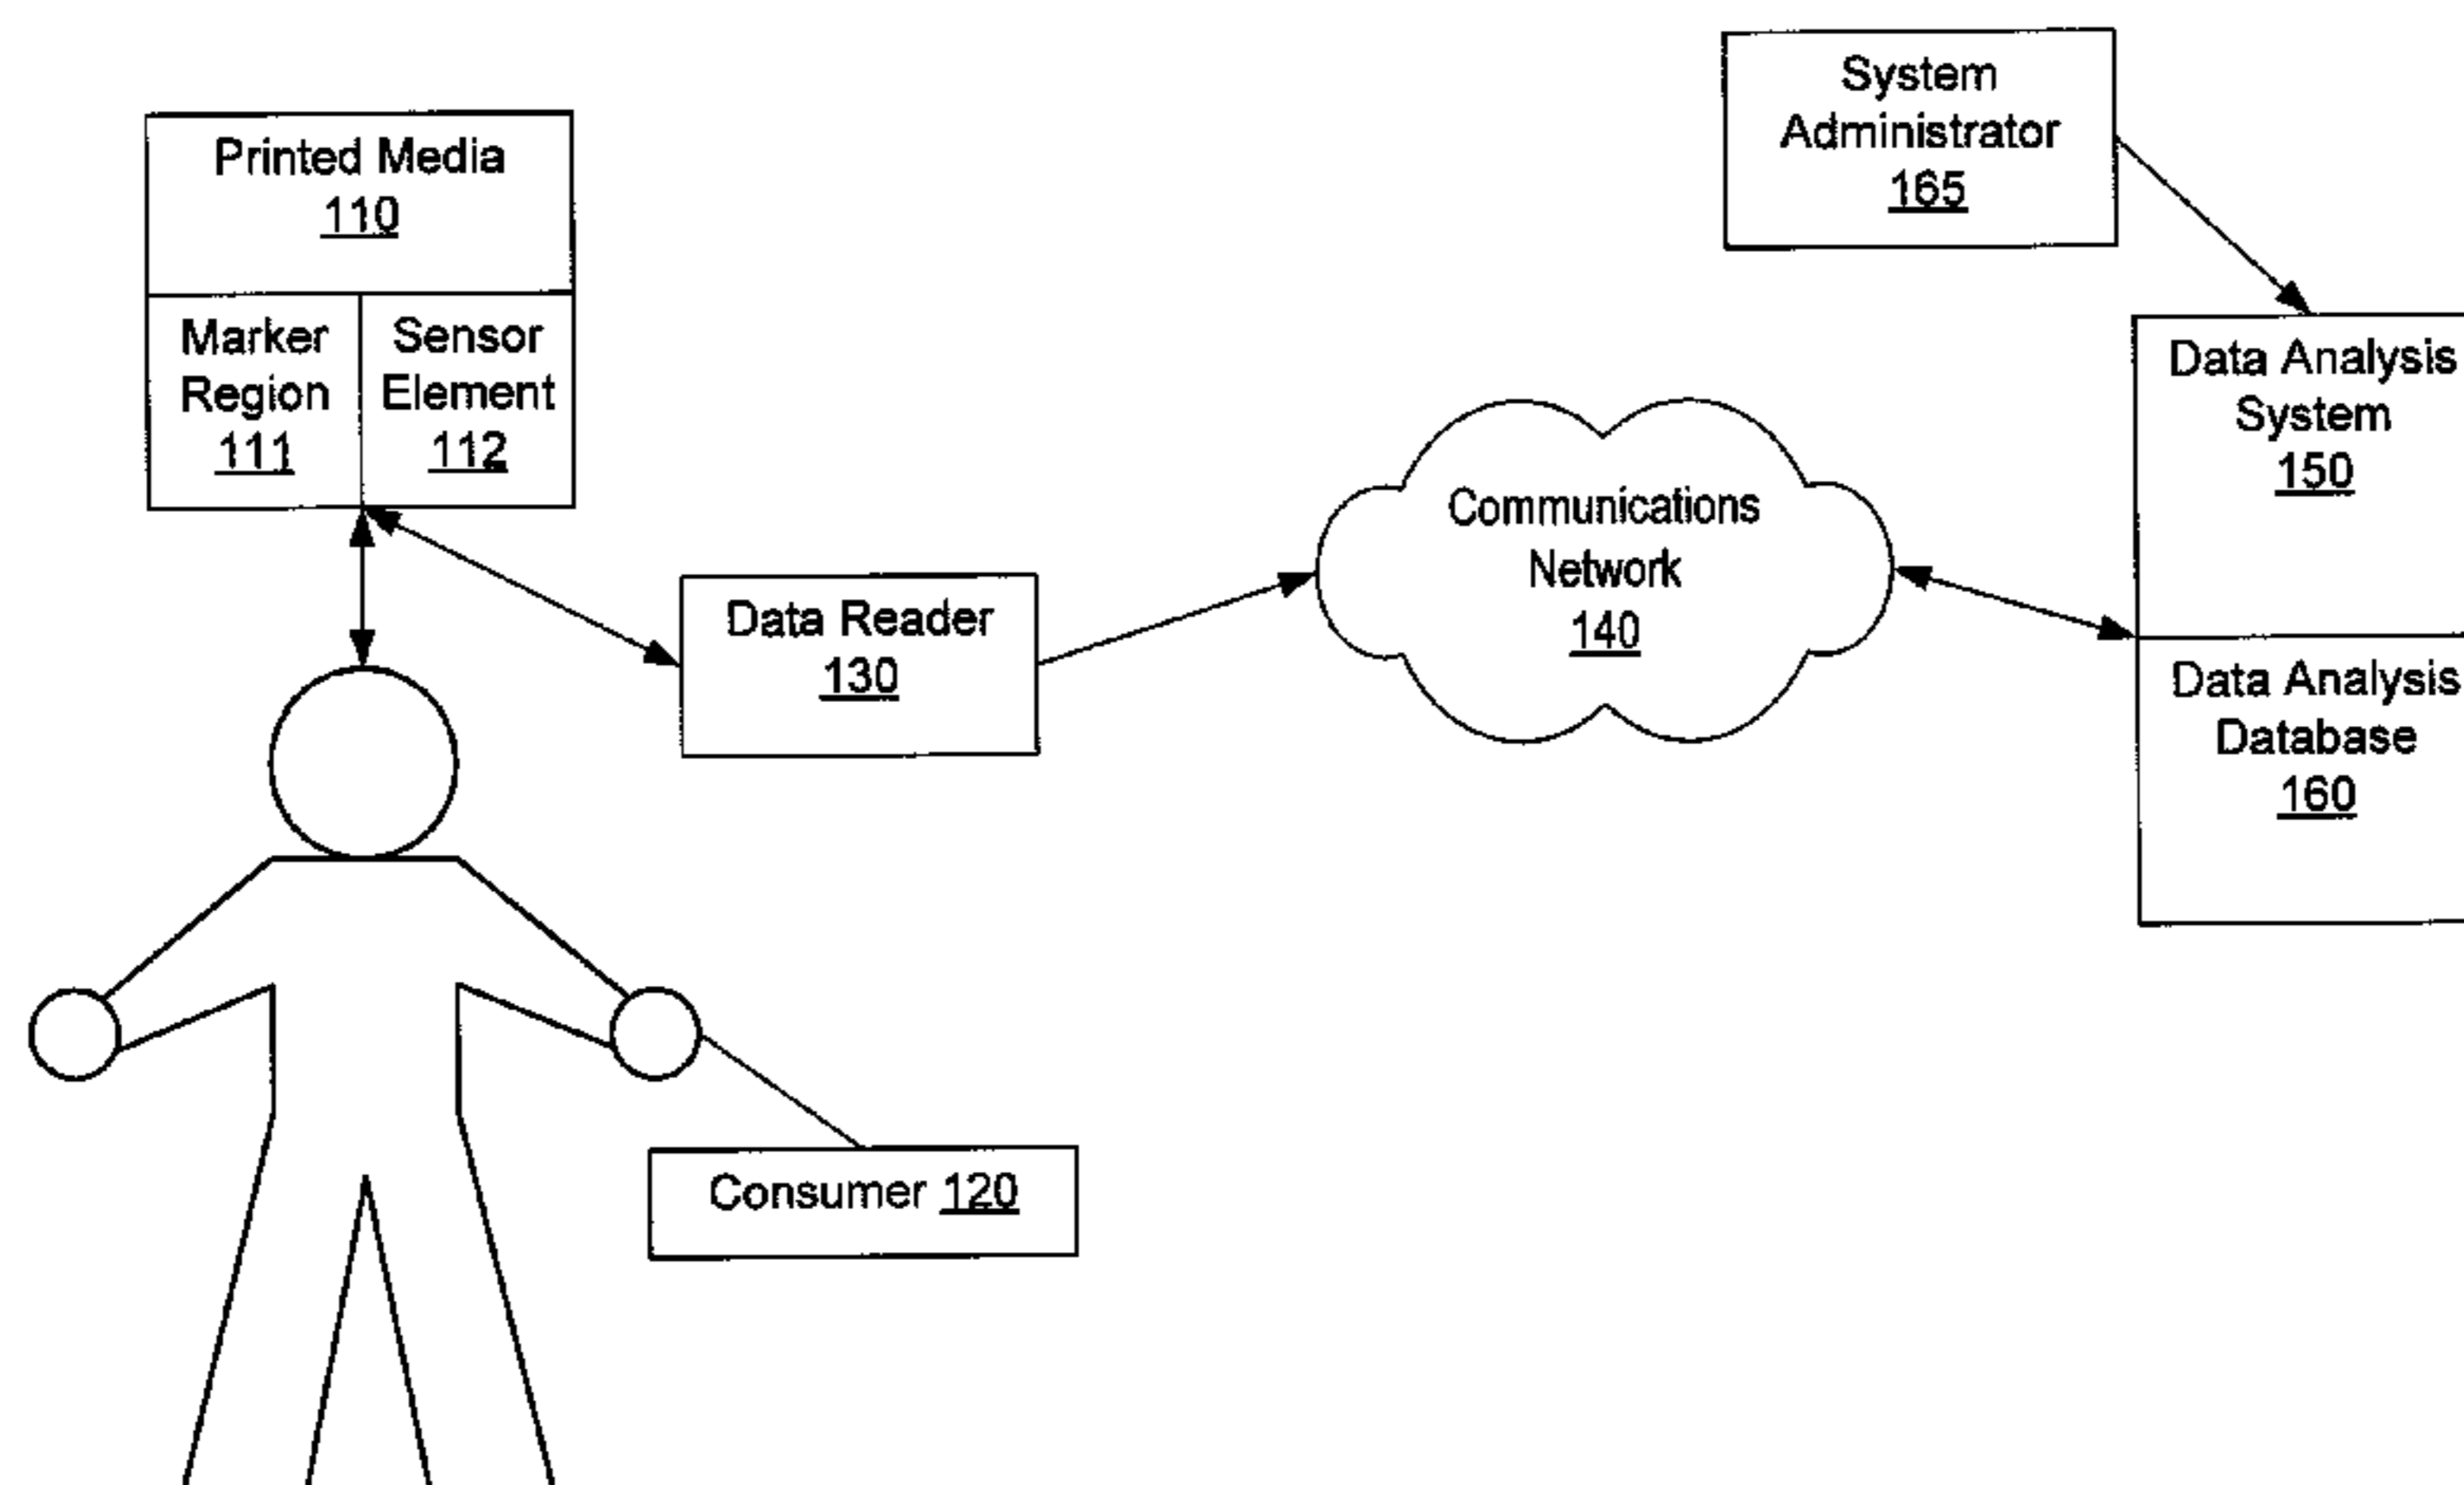 Printed Media
110
Marker
Region
111
Sensor
Element
112
Data Reader
130
Communications
Network
140
System
Administrator
165
Data Analysis
System
150
Data Analysis
Database
160
Consumer 120